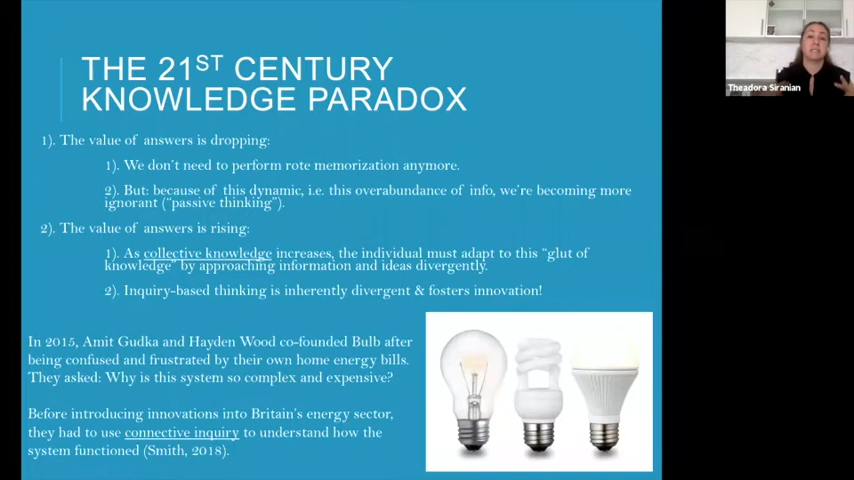 THE 21ST CENTURY
KNOWLEDGE PARADOX
1). The value of answers is dropping:
1). We don't need to perform rote memorization anymore.
2). But: because of this dynamic, i.e. this overabundance of info, we're becoming more
ignorant ("passive thinking").
2). The value of answers is rising:
1). As collective knowledge increases, the individual must adapt to this "glut of
knowledge" by approaching information and ideas divergently.
2). Inquiry-based thinking is inherently divergent & fosters innovation!
In 2015, Amit Gudka and Hayden Wood co-founded Bulb after
being confused and frustrated by their own home energy bills.
They asked: Why is this system so complex and expensive?
Before introducing innovations into Britain's energy sector,
they had to use connective inquiry to understand how the
system functioned (Smith, 2018).
Theadora Siranian